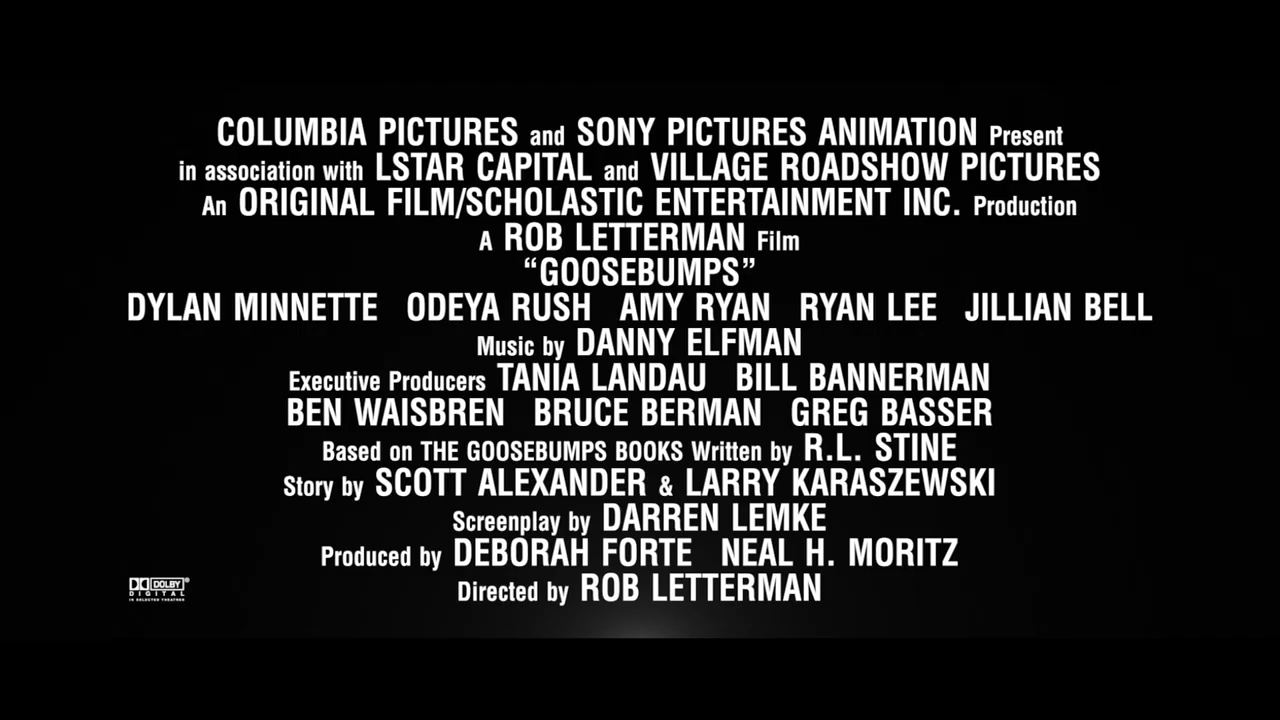 COLUMBIA PICTURES and SONY PICTURES ANIMATION Present
in association with LSTAR CAPITAL and VILLAGE ROADSHOW PICTURES
An ORIGINAL FILM/SCHOLASTIC ENTERTAINMENT INC. Production
A ROB LETTERMAN Film
“GOOSEBUMPS”
DYLAN MINNETTE ODEYA RUSH AMY RYAN RYAN LEE JILLIAN BELL
Music by DANNY ELFMAN
Executive Producers TANIA LANDAU BILL BANNERMAN
BEN WAISBREN BRUCE BERMAN GREG BASSER
Based on THE GOOSEBUMPS BOOKS Written by R.L. STINE
Story by SCOTT ALEXANDER & LARRY KARASZEWSKI
Screenplay by DARREN LEMKE
Produced by DEBORAH FORTE NEAL H. MORITZ
Directed by ROB LETTERMAN
DOLBY®
DIGITAL
IN SELECTED THEATRES